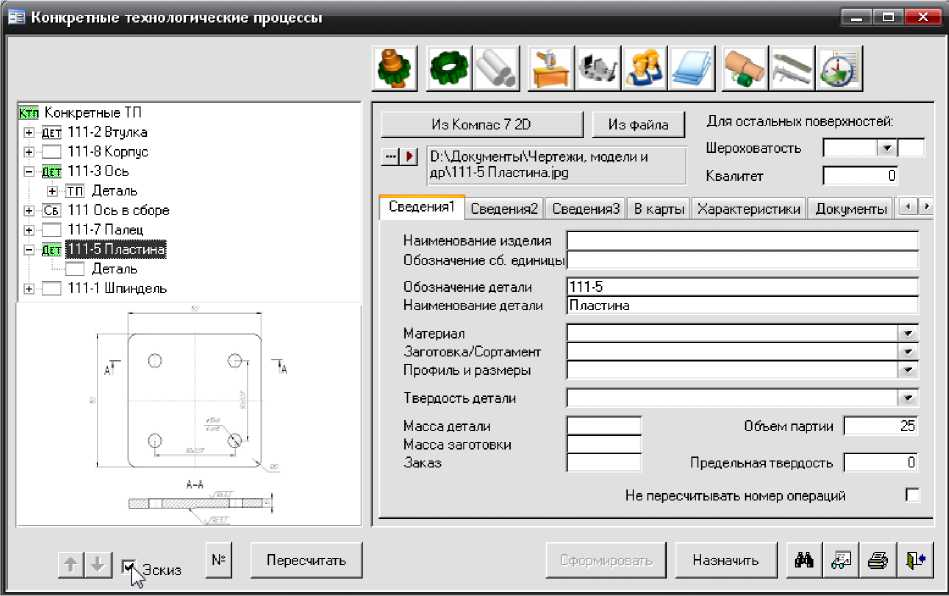 Конкретные технологические процессы
КТП Конкретные ТП
ДЕТ 111-2 Втулка
111-8 Корпус
ДЕТ 111-3 Ось
ТП Деталь
СБ 111 Ось в сборе
111-7 Палец
ДЕТ 111-5 Пластина
Деталь
111-1 Шпиндель
А А
А-А
Эскиз
№
Пересчитать
Из Компас 7 2D
Из файла
Для остальных поверхностей:
Шероховатость
Квалитет 0
...
D:\Документы\Чертежи, модели и
др\111-5 Пластина.jpg
Сведения1 Сведения2 Сведения3 В карты Характеристики Документы
Наименование изделия
Обозначение сб. единицы
Обозначение детали 111-5
Наименование детали Пластина
Материал
Заготовка/Сортамент
Профиль и размеры
Твердость детали
Масса детали Объем партии 25
Масса заготовки
Заказ Предельная твердость 0
Не пересчитывать номер операций
Сформировать
Назначить